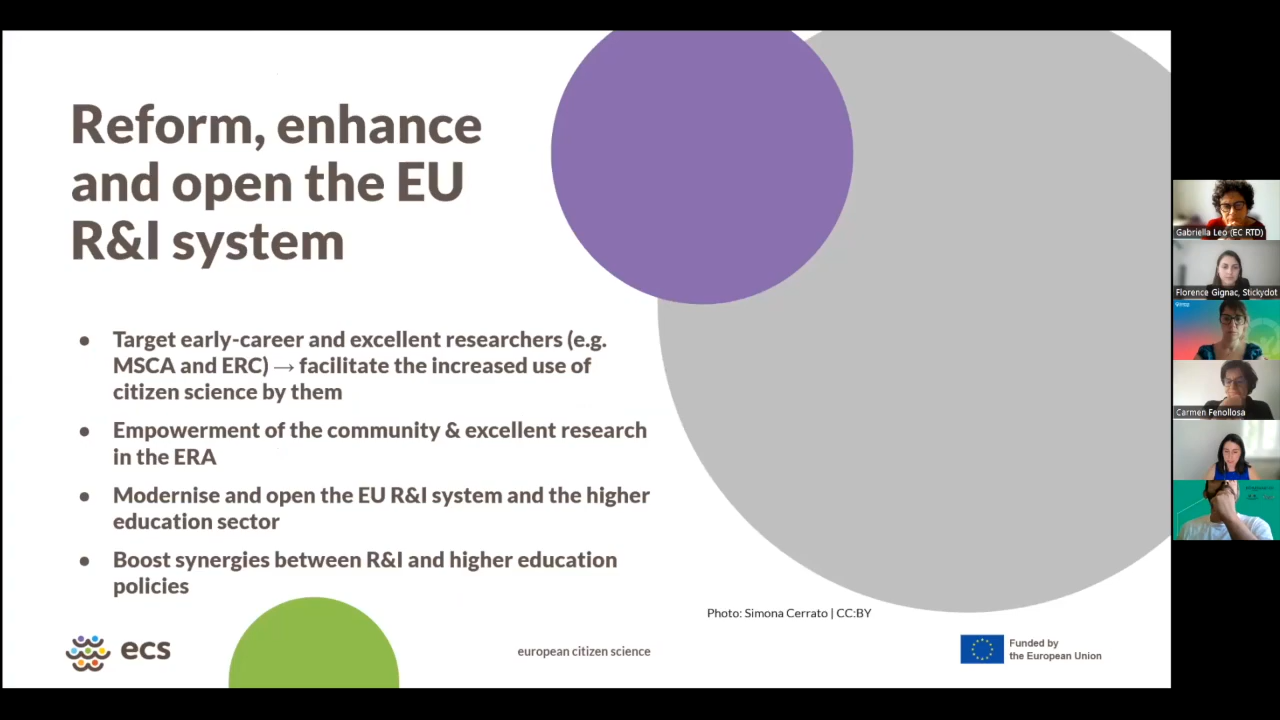 Reform, enhance
and open the EU
R&I system
● Target early-career and excellent researchers (e.g.
MSCA and ERC) → facilitate the increased use of
citizen science by them
● Empowerment of the community & excellent research
in the ERA
● Modernise and open the EU R&I system and the higher
education sector
● Boost synergies between R&I and higher education
policies
Photo: Simona Cerrato | CC:BY
ecs
european citizen science
Funded by
the European Union
Gabriella Leo (EC RTD)
Florence Gignac, Stickydot
Carmen Fenollosa